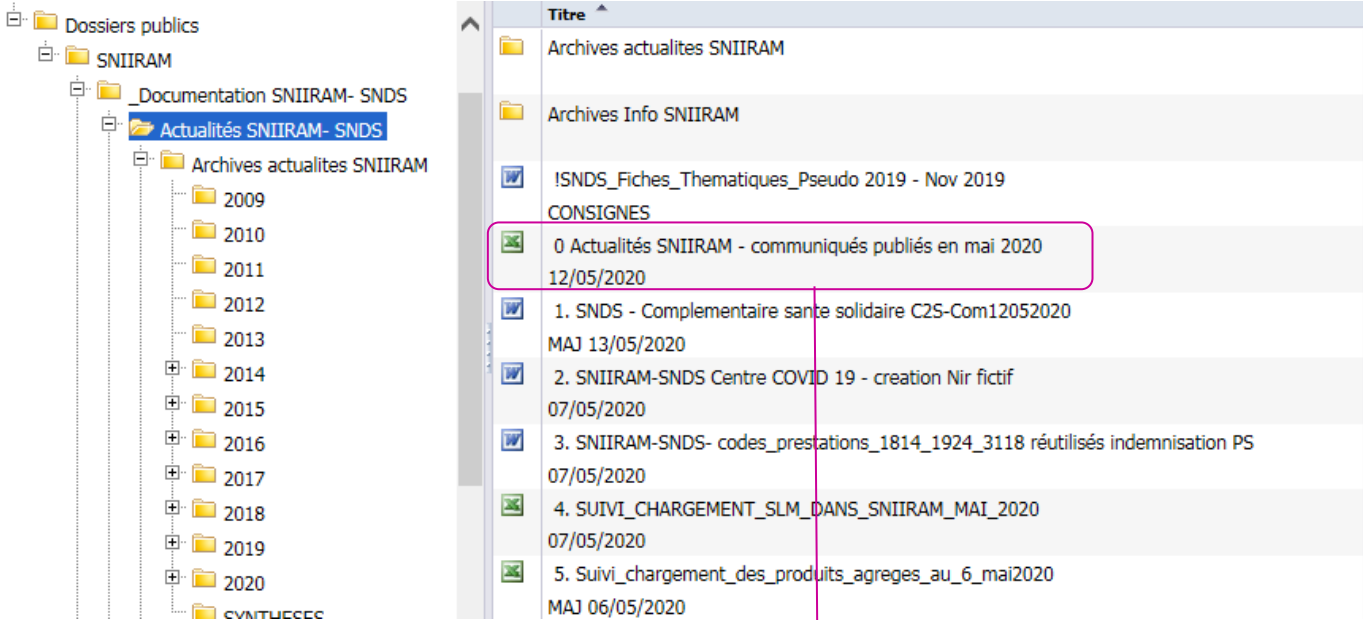 Dossiers publics
SNIIRAM
_Documentation SNIIRAM- SNDS
Actualités SNIIRAM- SNDS
Archives actualites SNIIRAM
2009
2010
2011
2012
2013
2014
2015
2016
2017
2018
2019
2020
SYNTHESES
Titre
Archives actualites SNIIRAM
Archives Info SNIIRAM
!SNDS_Fiches_Thematiques_Pseudo 2019 - Nov 2019
CONSIGNES
0 Actualités SNIIRAM - communiqués publiés en mai 2020
12/05/2020
1. SNDS - Complementaire sante solidaire C2S-Com12052020
MAJ 13/05/2020
2. SNIIRAM-SNDS Centre COVID 19 - creation Nir fictif
07/05/2020
3. SNIIRAM-SNDS- codes_prestations_1814_1924_3118 réutilisés indemnisation PS
07/05/2020
4. SUIVI_CHARGEMENT_SLM_DANS_SNIIRAM_MAI_2020
07/05/2020
5. Suivi_chargement_des_produits_agreges_au_6_mai2020
MAJ 06/05/2020